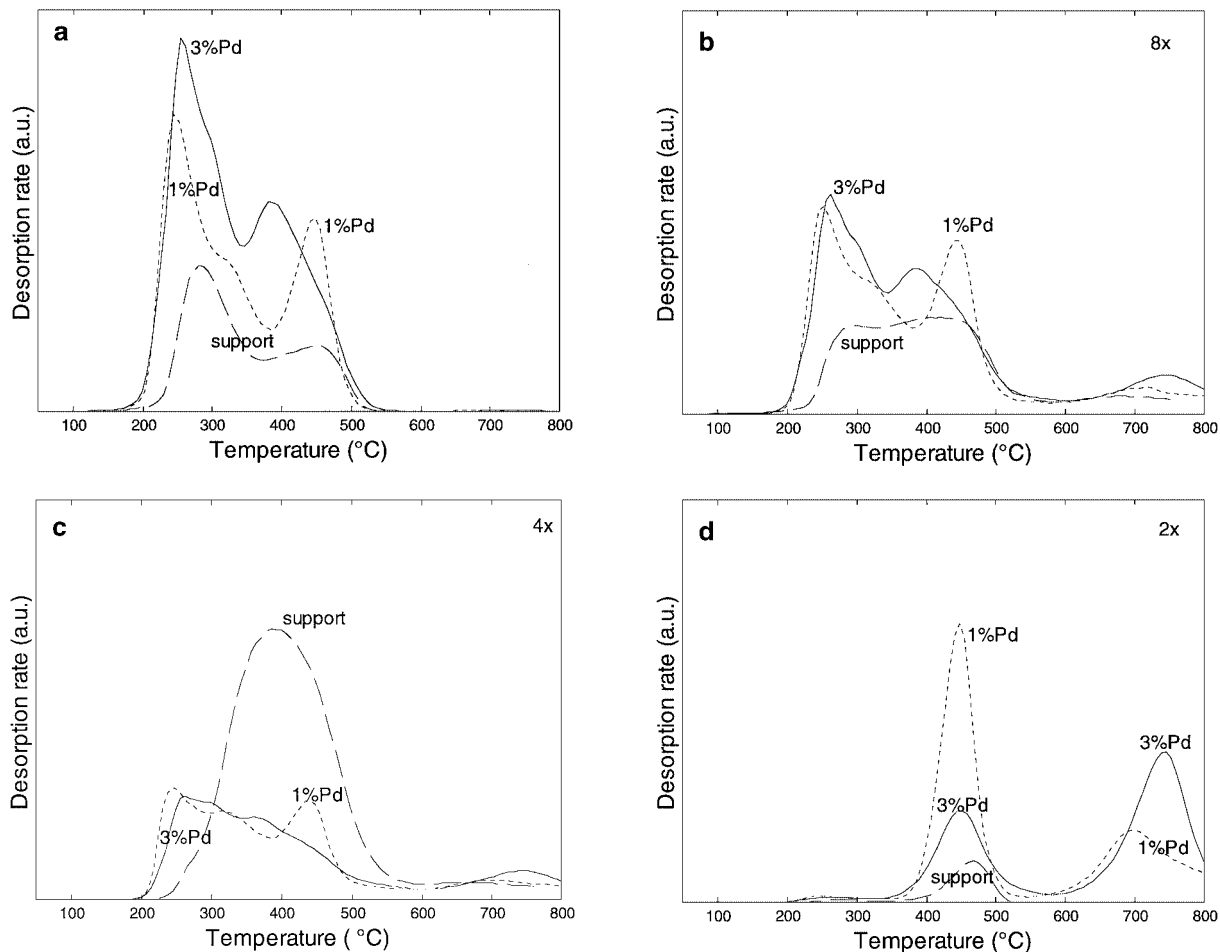 a
3%Pd
1%Pd
1%Pd
support
Desorption rate (a.u.)
100 200 300 400 500 600 700 800
Temperature (°C)
b
8x
3%Pd
1%Pd
support
Desorption rate (a.u.)
100 200 300 400 500 600 700 800
Temperature (°C)
c
4x
support
1%Pd
3%Pd
Desorption rate (a.u.)
100 200 300 400 500 600 700 800
Temperature ( °C)
d
2x
1%Pd
3%Pd
3%Pd
1%Pd
support
Desorption rate (a.u.)
100 200 300 400 500 600 700 800
Temperature (°C)